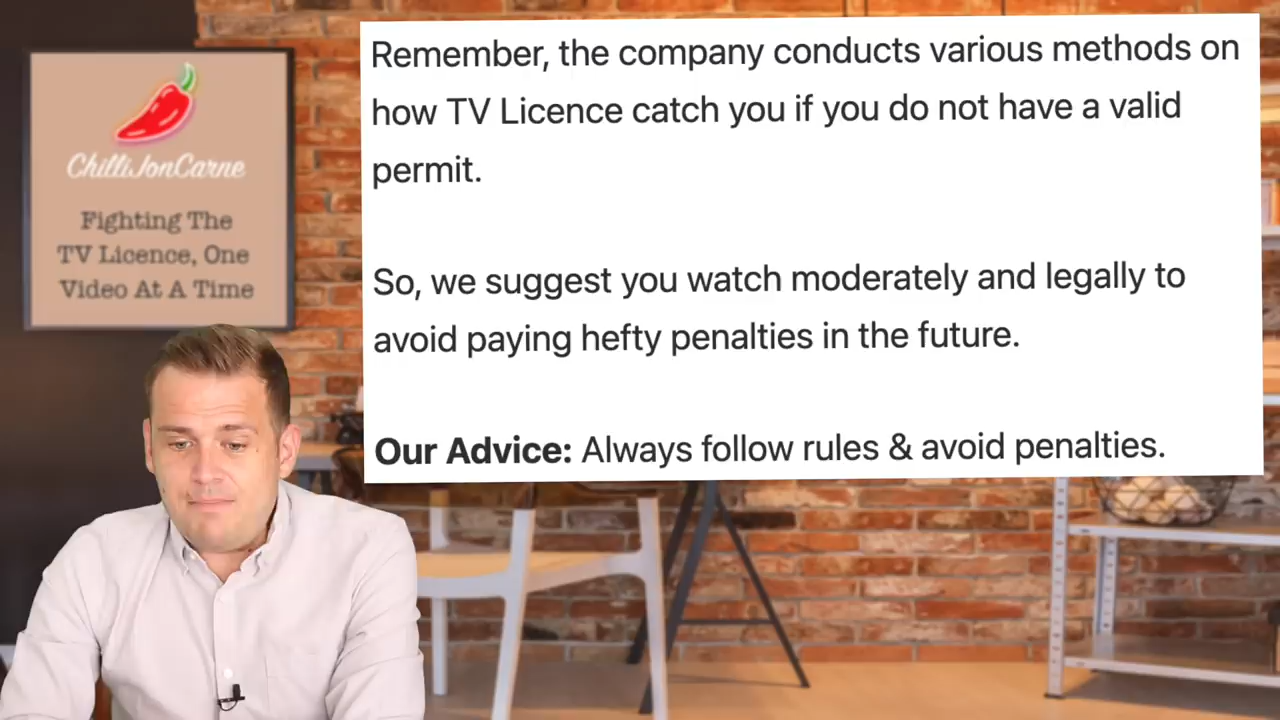 ChilliJonCarne
Fighting The
TV Licence, One
Video At A Time
Remember, the company conducts various methods on
how TV Licence catch you if you do not have a valid
permit.
So, we suggest you watch moderately and legally to
avoid paying hefty penalties in the future.
Our Advice: Always follow rules & avoid penalties.